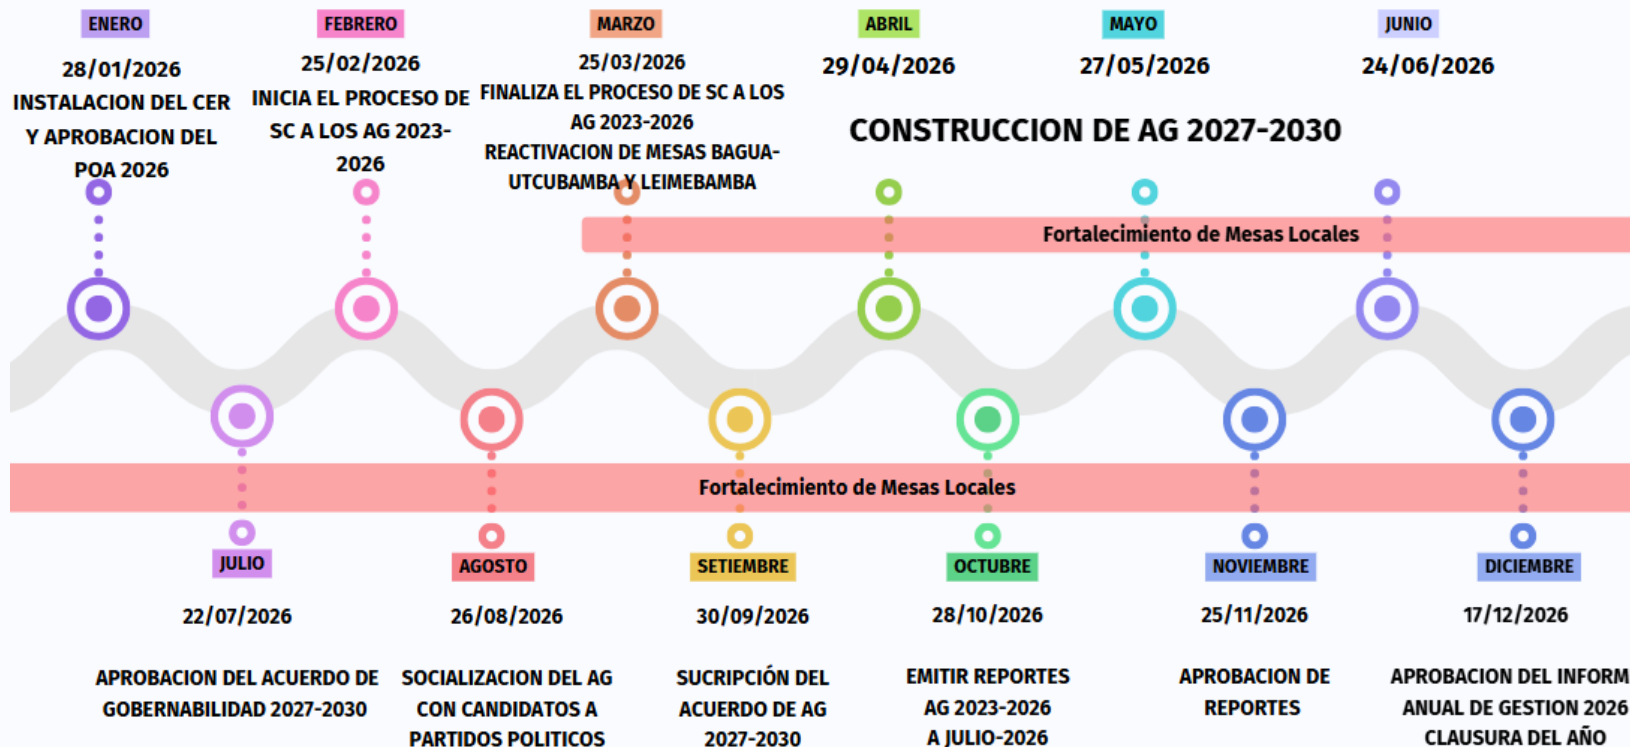 ENERO
28/01/2026
INSTALACION DEL CER
Y APROBACION DEL
POA 2026
FEBRERO
25/02/2026
INICIA EL PROCESO DE
SC A LOS AG 2023-
2026
MARZO
25/03/2026
FINALIZA EL PROCESO DE SC A LOS
AG 2023-2026
REACTIVACION DE MESAS BAGUA-
UTCUBAMBA Y LEIMEBAMBA
ABRIL
29/04/2026
MAYO
27/05/2026
JUNIO
24/06/2026
CONSTRUCCION DE AG 2027-2030
Fortalecimiento de Mesas Locales
Fortalecimiento de Mesas Locales
JULIO
22/07/2026
APROBACION DEL ACUERDO DE
GOBERNABILIDAD 2027-2030
AGOSTO
26/08/2026
SOCIALIZACION DEL AG
CON CANDIDATOS A
PARTIDOS POLITICOS
SETIEMBRE
30/09/2026
SUCRIPCIÓN DEL
ACUERDO DE AG
2027-2030
OCTUBRE
28/10/2026
EMITIR REPORTES
AG 2023-2026
A JULIO-2026
NOVIEMBRE
25/11/2026
APROBACION DE
REPORTES
DICIEMBRE
17/12/2026
APROBACION DEL INFORM
ANUAL DE GESTION 2026
CLAUSURA DEL AÑO